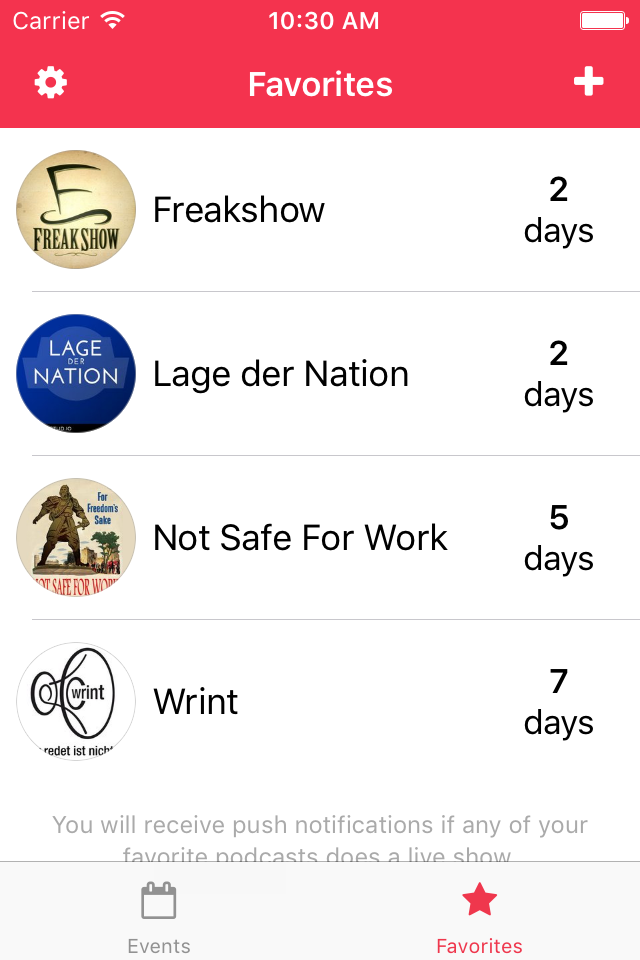 Carrier 10:30 AM
Favorites
FREAK SHOW
Freakshow
2
days
LAGE
DER
NATION
Lage der Nation
2
days
For
Freedom's
Sake
NOT SAFE FOR WORK
Not Safe For Work
5
days
wrint
redet ist nicht
Wrint
7
days
You will receive push notifications if any of your
favorite podcasts does a live show
Events
Favorites